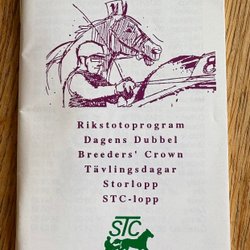 Rikstotoprogram
Dagens Dubbel
Breeders' Crown
Tävlingsdagar
Storlopp
STC-lopp
STC